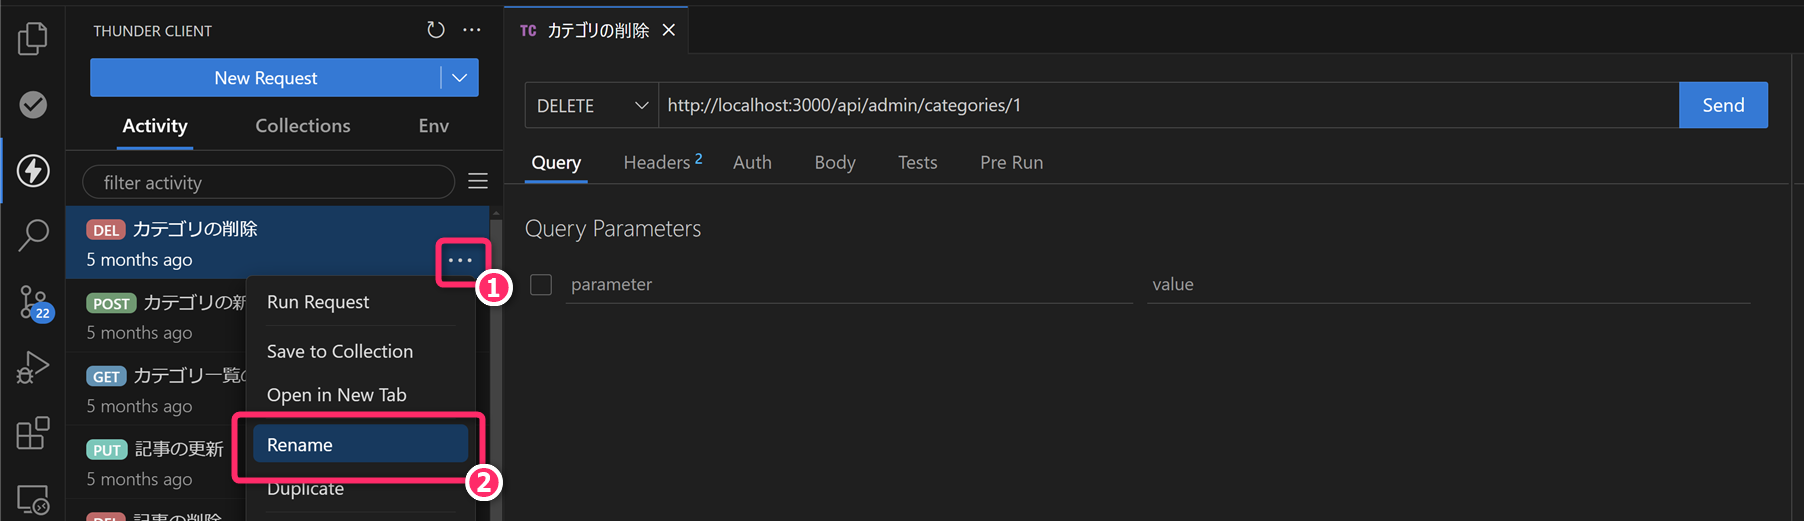 THUNDER CLIENT
New Request
Activity Collections Env
filter activity
DEL カテゴリの削除
5 months ago
1
POST カテゴリの新
5 months ago
GET カテゴリ一覧の
5 months ago
PUT 記事の更新
5 months ago
DEL 記事の削除
22
Run Request
Save to Collection
Open in New Tab
Rename
2
Duplicate
TC カテゴリの削除
DELETE http://localhost:3000/api/admin/categories/1 Send
Query Headers 2 Auth Body Tests Pre Run
Query Parameters
parameter value